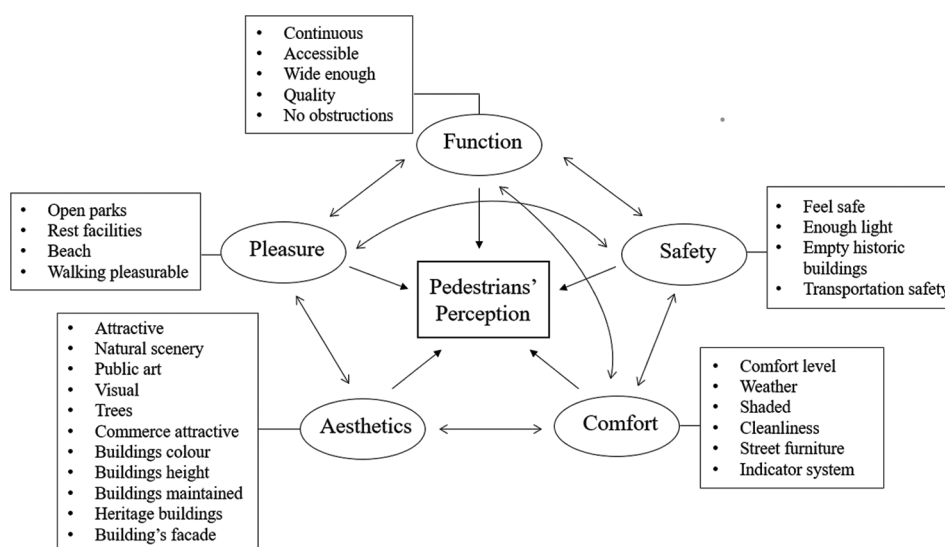 • Continuous
• Accessible
• Wide enough
• Quality
• No obstructions
Function
• Open parks
• Rest facilities
• Beach
• Walking pleasurable
Pleasure
Safety
• Feel safe
• Enough light
• Empty historic
buildings
• Transportation safety
Pedestrians’
Perception
• Attractive
• Natural scenery
• Public art
• Visual
• Trees
• Commerce attractive
• Buildings colour
• Buildings height
• Buildings maintained
• Heritage buildings
• Building’s facade
Aesthetics
Comfort
• Comfort level
• Weather
• Shaded
• Cleanliness
• Street furniture
• Indicator system